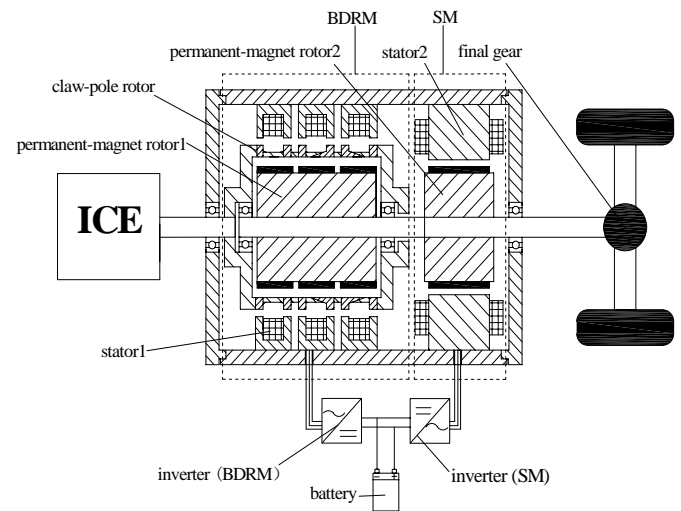 BDRM
SM
permanent-magnet rotor2
stator2
final gear
claw-pole rotor
permanent-magnet rotor1
ICE
stator1
inverter (BDRM)
inverter (SM)
battery